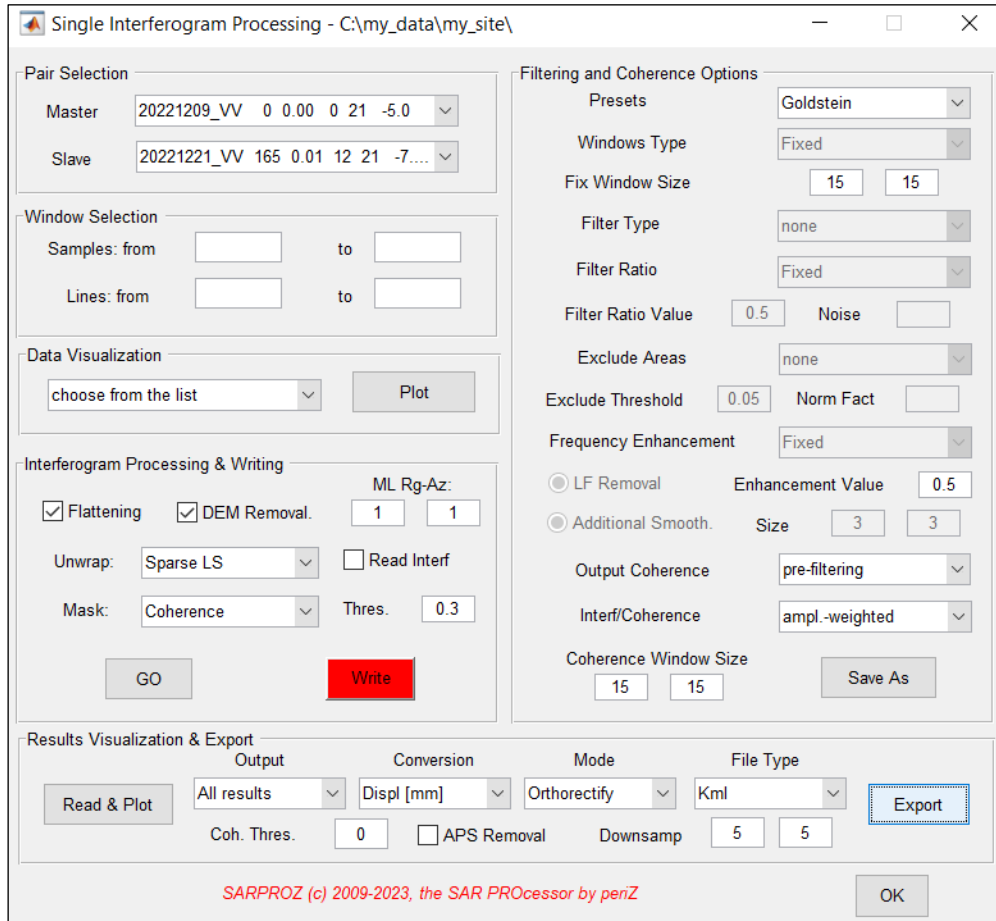 Single Interferogram Processing - C:\my_data\my_site\
Pair Selection
Master 20221209_VV 0 0.00 0 21 -5.0
Slave 20221221_VV 165 0.01 12 21 -7....
Window Selection
Samples: from to
Lines: from to
Data Visualization
choose from the list Plot
Interferogram Processing & Writing
ML Rg-Az:
Flattening DEM Removal. 1 1
Unwrap: Sparse LS Read Interf
Mask: Coherence Thres. 0.3
GO Write
Filtering and Coherence Options
Presets Goldstein
Windows Type Fixed
Fix Window Size 15 15
Filter Type none
Filter Ratio Fixed
Filter Ratio Value 0.5 Noise
Exclude Areas none
Exclude Threshold 0.05 Norm Fact
Frequency Enhancement Fixed
LF Removal Enhancement Value 0.5
Additional Smooth. Size 3 3
Output Coherence pre-filtering
Interf/Coherence ampl.-weighted
Coherence Window Size
15 15 Save As
Results Visualization & Export
Output Conversion Mode File Type
Read & Plot All results Displ [mm] Orthorectify Kml Export
Coh. Thres. 0 APS Removal Downsamp 5 5
SARPROZ (c) 2009-2023, the SAR PROcessor by periZ
OK